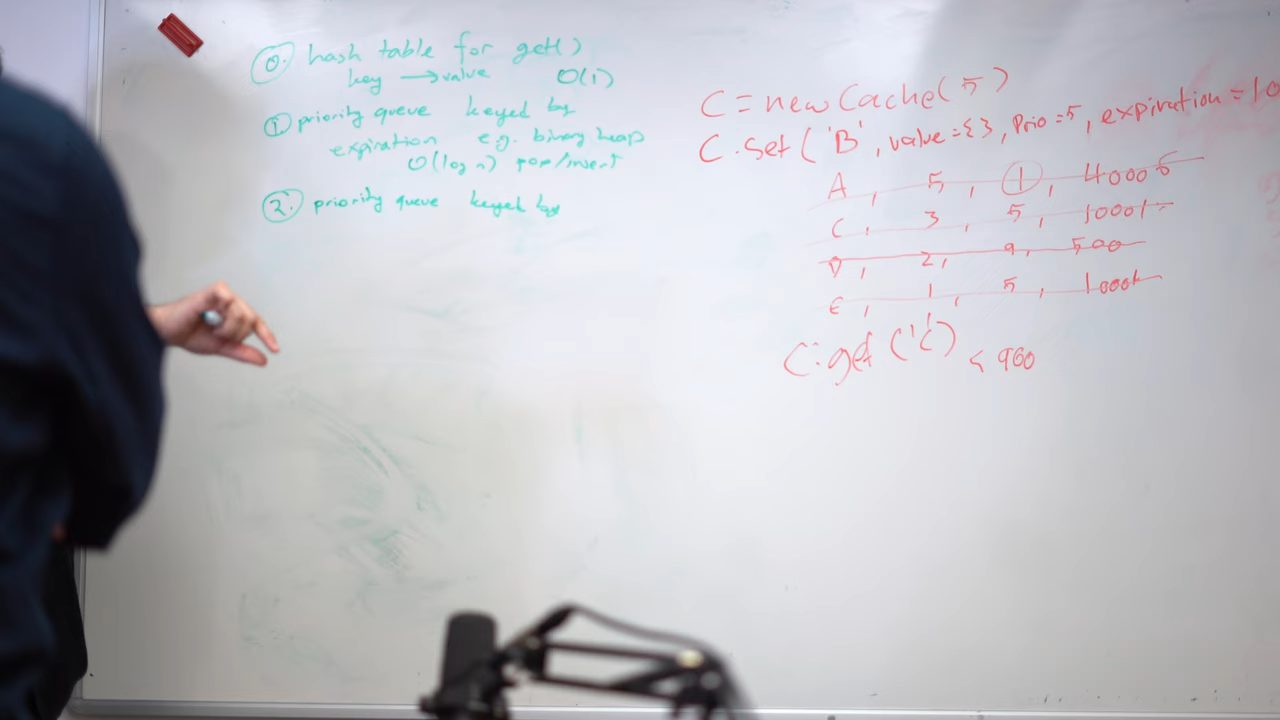 0. hash table for get()
key → value O(1)
1 priority queue keyed by
expiration e.g. binary heap
O(log n) pop/insert
2. priority queue keyed by
C = new Cache(5)
C.set('B', value={}, Prio=5, expiration=10
A, 5, 1, 4000
C, 3, 5, 1000
D, 2, 9, 500
E, 1, 5, 1000
C.get('C') < 900